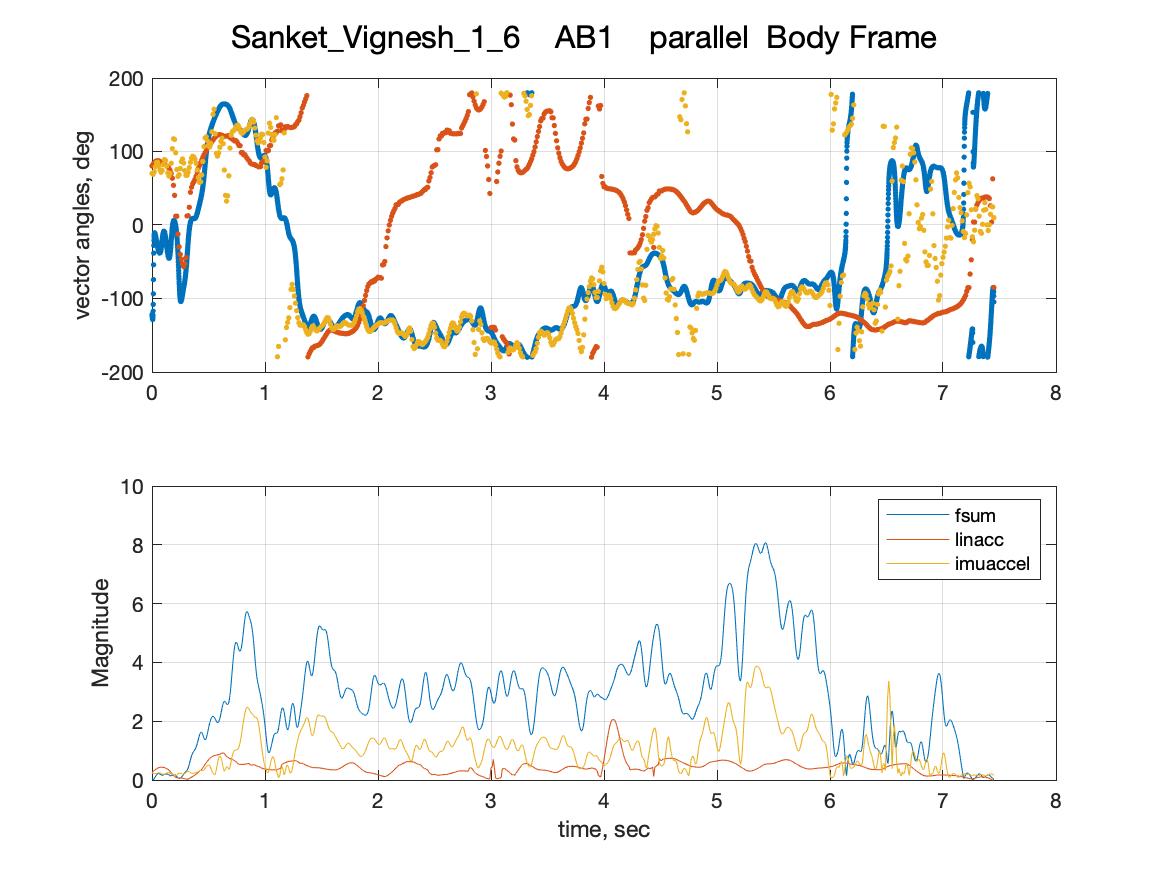 Sanket_Vignesh_1_6 AB1 parallel Body Frame
200
100
0
-100
-200
vector angles, deg
0 1 2 3 4 5 6 7 8
10
8
6
4
2
0
Magnitude
fsum
linacc
imuaccel
0 1 2 3 4 5 6 7 8
time, sec